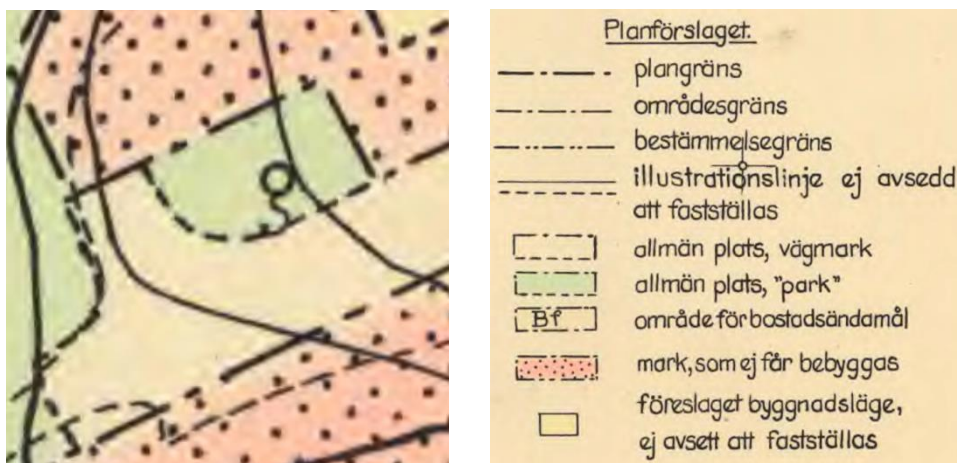 Planförslaget.
plangräns
områdesgräns
bestämmelsegräns
illustrationslinje ej avsedd
att fastställas
allmän plats, vägmark
allmän plats, "park"
Bf område för bostadsändamål
mark, som ej får bebyggas
föreslaget byggnadsläge,
ej avsett att fastställas